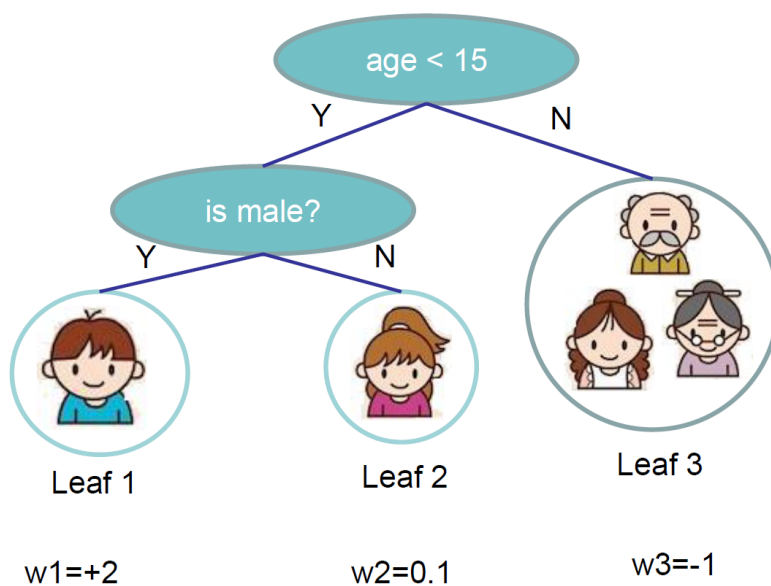 age < 15
Y
N
is male?
Y
N
Leaf 1
Leaf 2
Leaf 3
w1=+2
w2=0.1
w3=-1